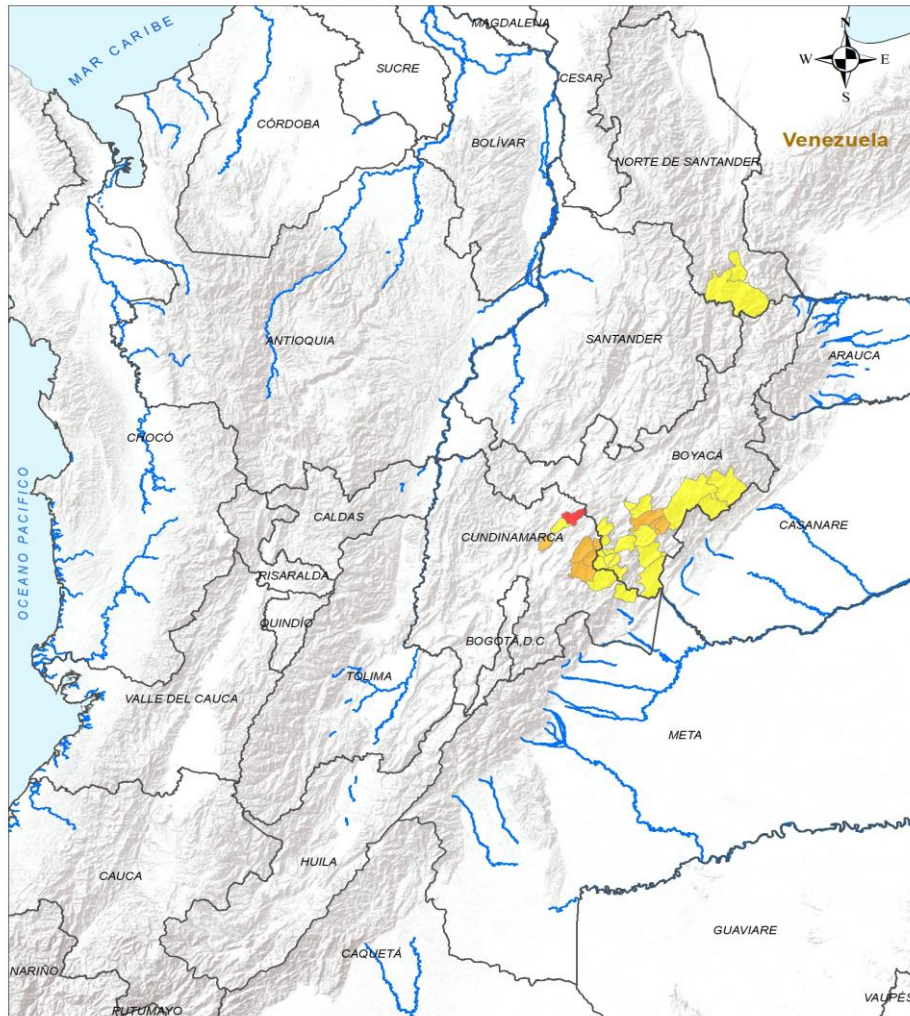 MAGDALENA
N
W E
S
MAR CARIBE
SUCRE
CESAR
CÓRDOBA
BOLÍVAR
Venezuela
NORTE DE SANTANDER
ANTIOQUIA
SANTANDER
ARAUCA
CHOCÓ
BOYACÁ
CALDAS
CUNDINAMARCA
CASANARE
OCEANO PACIFICO
RISARALDA
QUINDÍO
BOGOTÁ, D.C
TOLIMA
VALLE DEL CAUCA
META
HUILA
CAUCA
GUAVIARE
CAQUETÁ
NARIÑO
PUTUMAYO
VAUPÉS